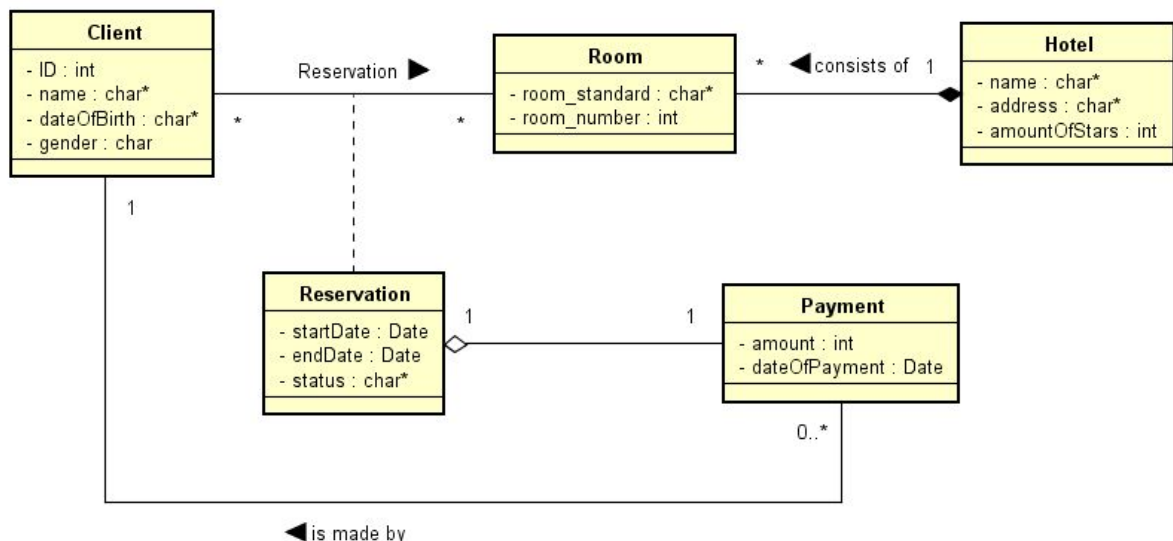 Client
- ID : int
- name : char*
- dateOfBirth : char*
- gender : char
Reservation
*
*
Room
- room_standard : char*
- room_number : int
*
consists of 1
Hotel
- name : char*
- address : char*
- amountOfStars : int
1
Reservation
- startDate : Date
- endDate : Date
- status : char*
1
1
Payment
- amount : int
- dateOfPayment : Date
0..*
is made by